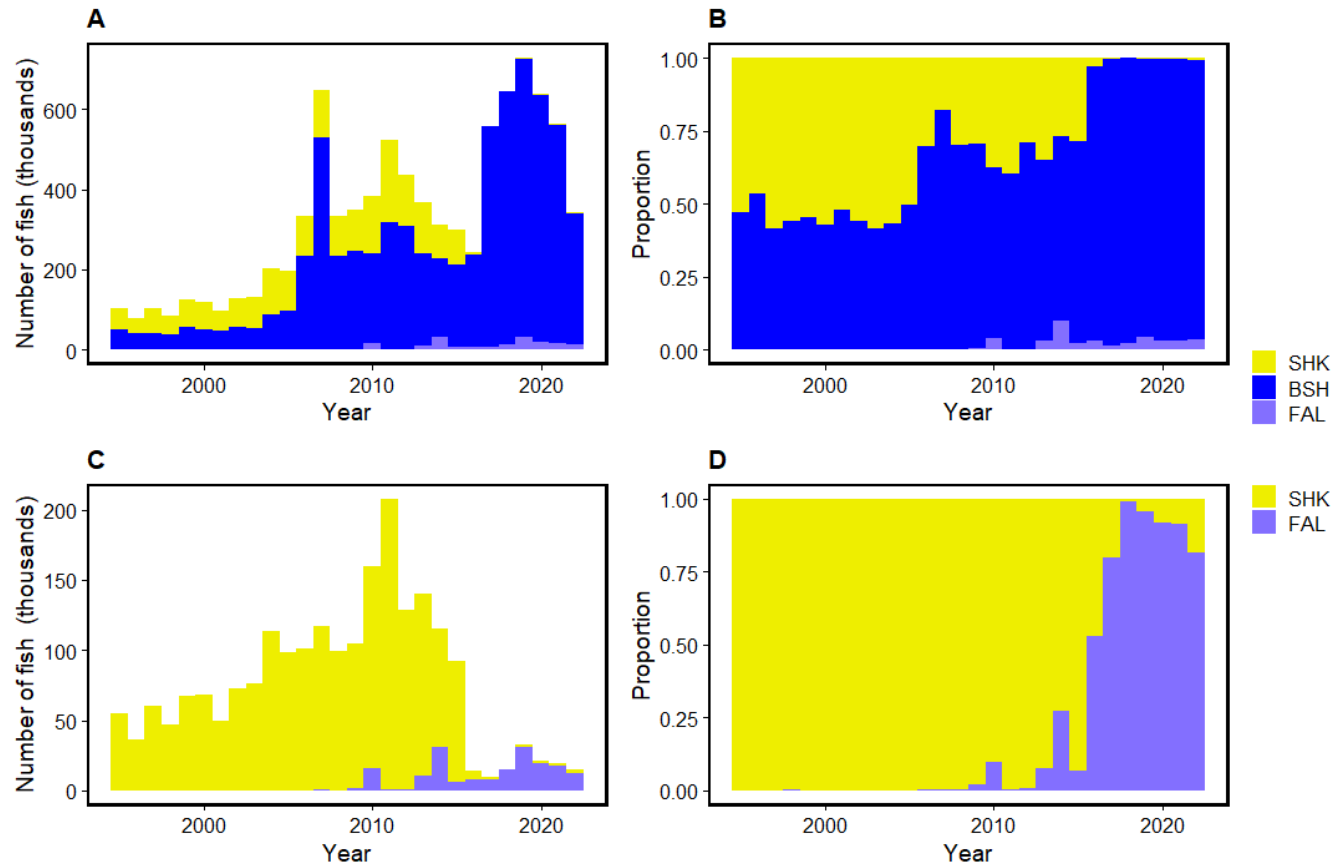 A
Number of fish (thousands)
600
400
200
0
2000
2010
2020
Year
B
Proportion
1.00
0.75
0.50
0.25
0.00
2000
2010
2020
Year
SHK
BSH
FAL
C
Number of fish (thousands)
200
150
100
50
0
2000
2010
2020
Year
D
Proportion
1.00
0.75
0.50
0.25
0.00
2000
2010
2020
Year
SHK
FAL